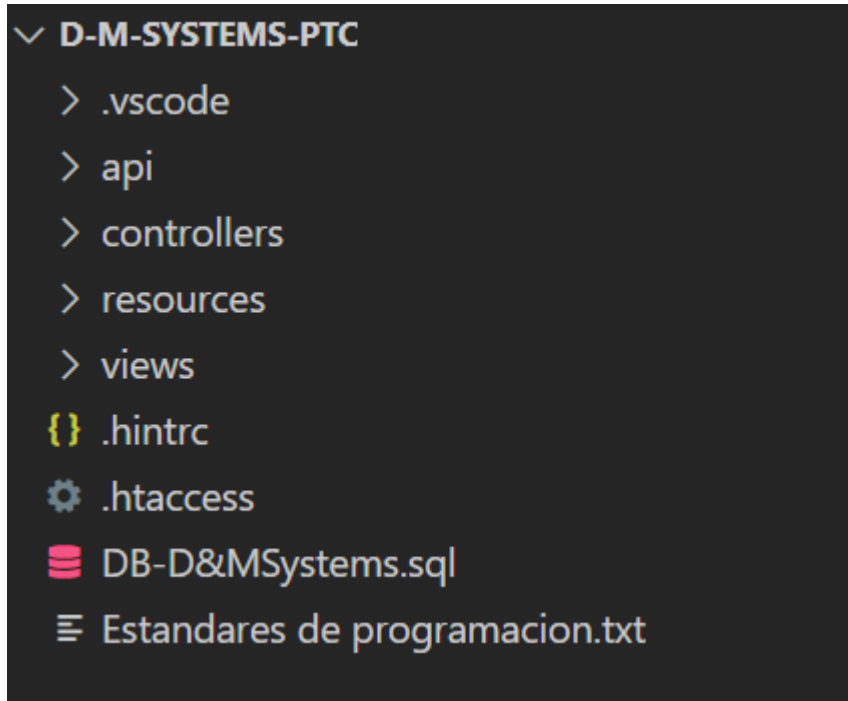 D-M-SYSTEMS-PTC
.vscode
api
controllers
resources
views
.hintrc
.htaccess
DB-D&MSystems.sql
Estandares de programacion.txt